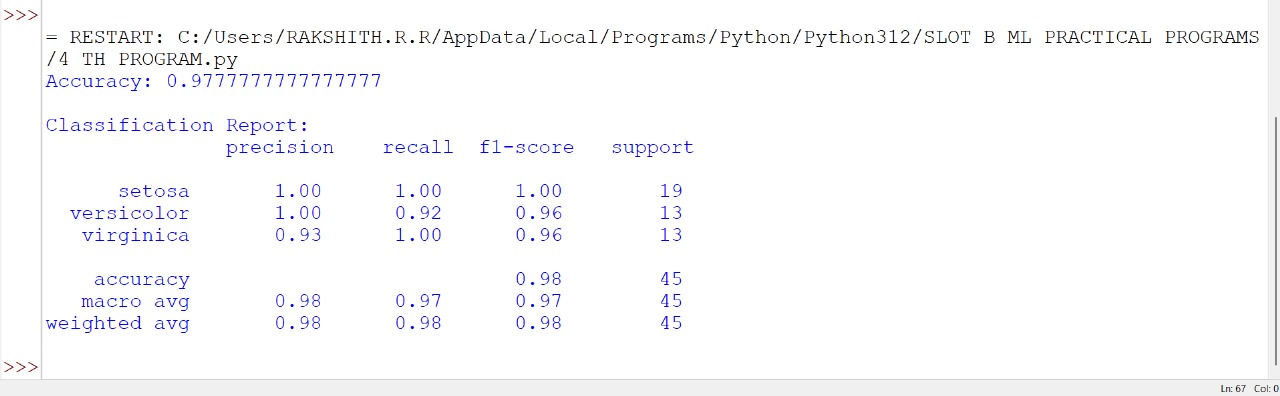 >>>
= RESTART: C:/Users/RAKSHITH.R.R/AppData/Local/Programs/Python/Python312/SLOT B ML PRACTICAL PROGRAMS
/4 TH PROGRAM.py
Accuracy: 0.9777777777777777
Classification Report:
precision recall f1-score support
setosa 1.00 1.00 1.00 19
versicolor 1.00 0.92 0.96 13
virginica 0.93 1.00 0.96 13
accuracy 0.98 45
macro avg 0.98 0.97 0.97 45
weighted avg 0.98 0.98 0.98 45
>>>
Ln: 67 Col: 0